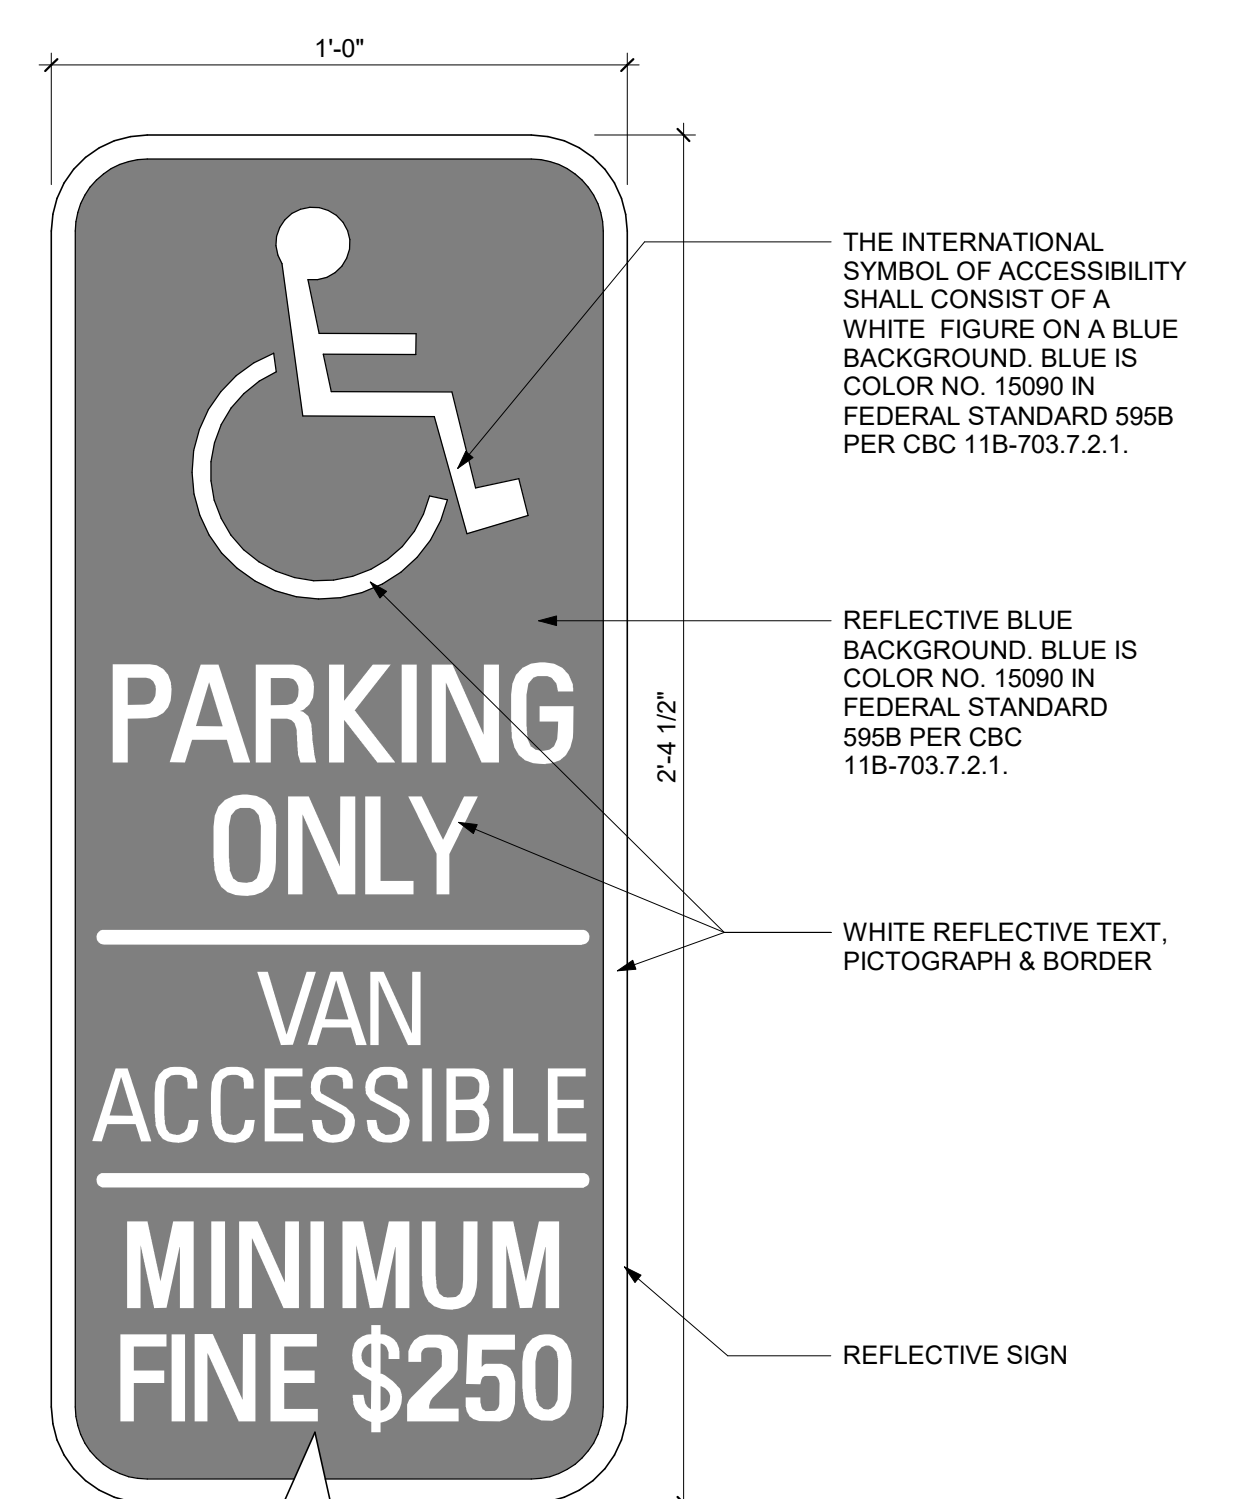 1'-0"
THE INTERNATIONAL
SYMBOL OF ACCESSIBILITY
SHALL CONSIST OF A
WHITE  FIGURE ON A BLUE
BACKGROUND. BLUE IS
COLOR NO. 15090 IN
FEDERAL STANDARD 595B
PER CBC 11B-703.7.2.1.
REFLECTIVE BLUE
BACKGROUND. BLUE IS
COLOR NO. 15090 IN
FEDERAL STANDARD
595B PER CBC
11B-703.7.2.1.
2'-4 1/2"
PARKING
ONLY
WHITE REFLECTIVE TEXT,
PICTOGRAPH & BORDER
VAN
ACCESSIBLE
MINIMUM
FINE $250
REFLECTIVE SIGN